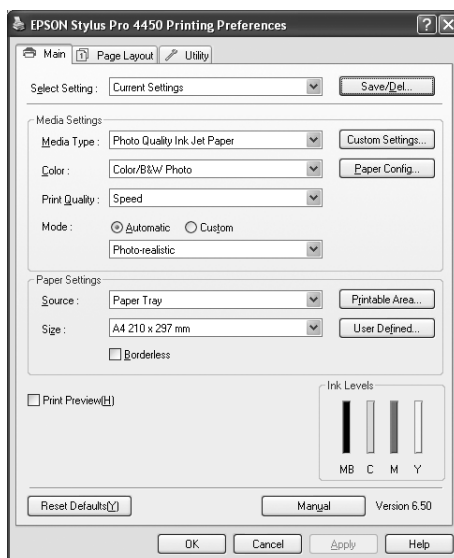 EPSON Stylus Pro 4450 Printing Preferences
Main
Page Layout
Utility
Select Setting :
Current Settings
Save/Del...
Media Settings
Media Type :
Photo Quality Ink Jet Paper
Custom Settings...
Color :
Color/B&W Photo
Paper Config...
Print Quality :
Speed
Mode :
Automatic
Custom
Photo-realistic
Paper Settings
Source :
Paper Tray
Printable Area...
Size :
A4 210 x 297 mm
User Defined...
Borderless
Print Preview(H)
Ink Levels
MB C M Y
Reset Defaults(Y)
Manual
Version 6.50
OK
Cancel
Apply
Help